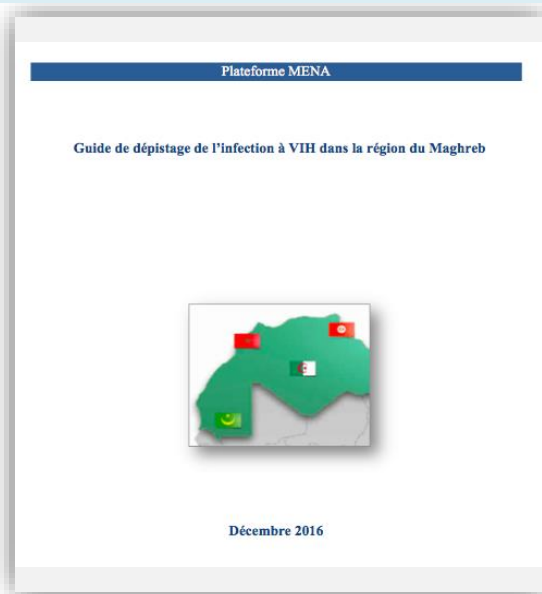 Plateforme MENA
Guide de dépistage de l'infection à VIH dans la région du Maghreb
Décembre 2016